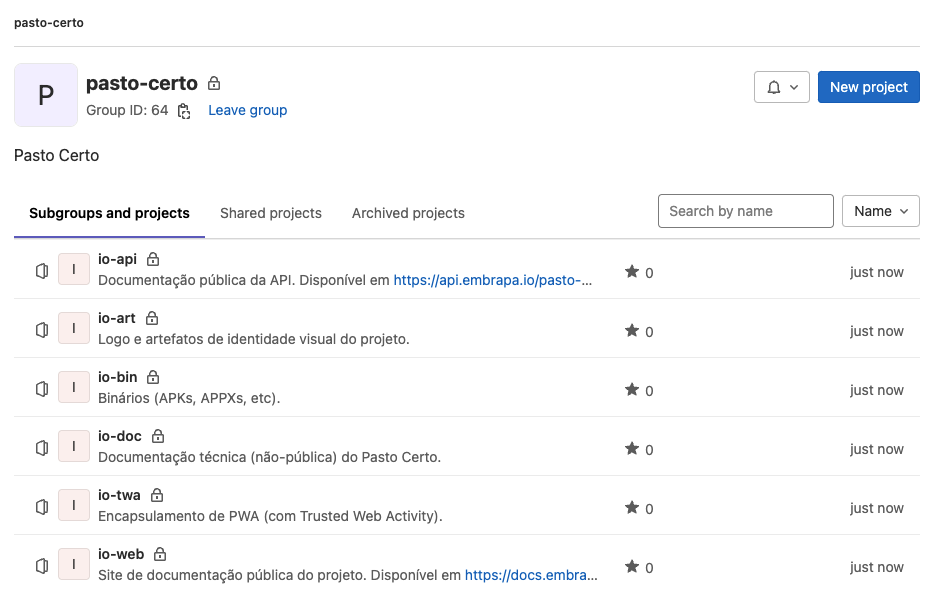 pasto-certo
P
pasto-certo
Group ID: 64 Leave group
New project
Pasto Certo
Subgroups and projects Shared projects Archived projects
Search by name
Name
I
io-api
Documentação pública da API. Disponível em https://api.embrapa.io/pasto-...
0
just now
I
io-art
Logo e artefatos de identidade visual do projeto.
0
just now
I
io-bin
Binários (APKs, APPXs, etc).
0
just now
I
io-doc
Documentação técnica (não-pública) do Pasto Certo.
0
just now
I
io-twa
Encapsulamento de PWA (com Trusted Web Activity).
0
just now
I
io-web
Site de documentação pública do projeto. Disponível em https://docs.embra...
0
just now